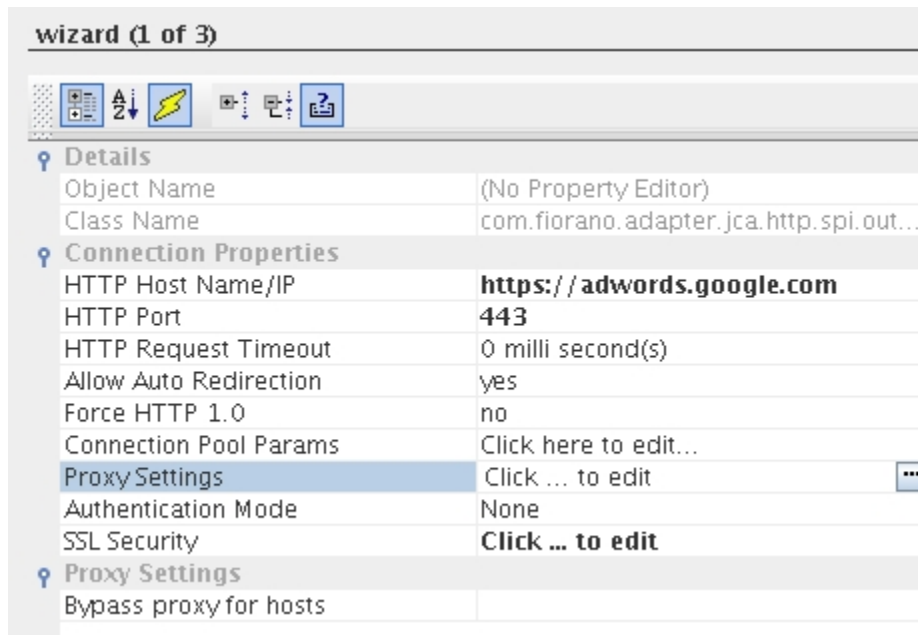 wizard (1 of 3)
Details
Object Name (No Property Editor)
Class Name com.fiorano.adapter.jca.http.spi.out...
Connection Properties
HTTP Host Name/IP https://adwords.google.com
HTTP Port 443
HTTP Request Timeout 0 milli second(s)
Allow Auto Redirection yes
Force HTTP 1.0 no
Connection Pool Params Click here to edit...
Proxy Settings Click ... to edit ...
Authentication Mode None
SSL Security Click ... to edit
Proxy Settings
Bypass proxy for hosts